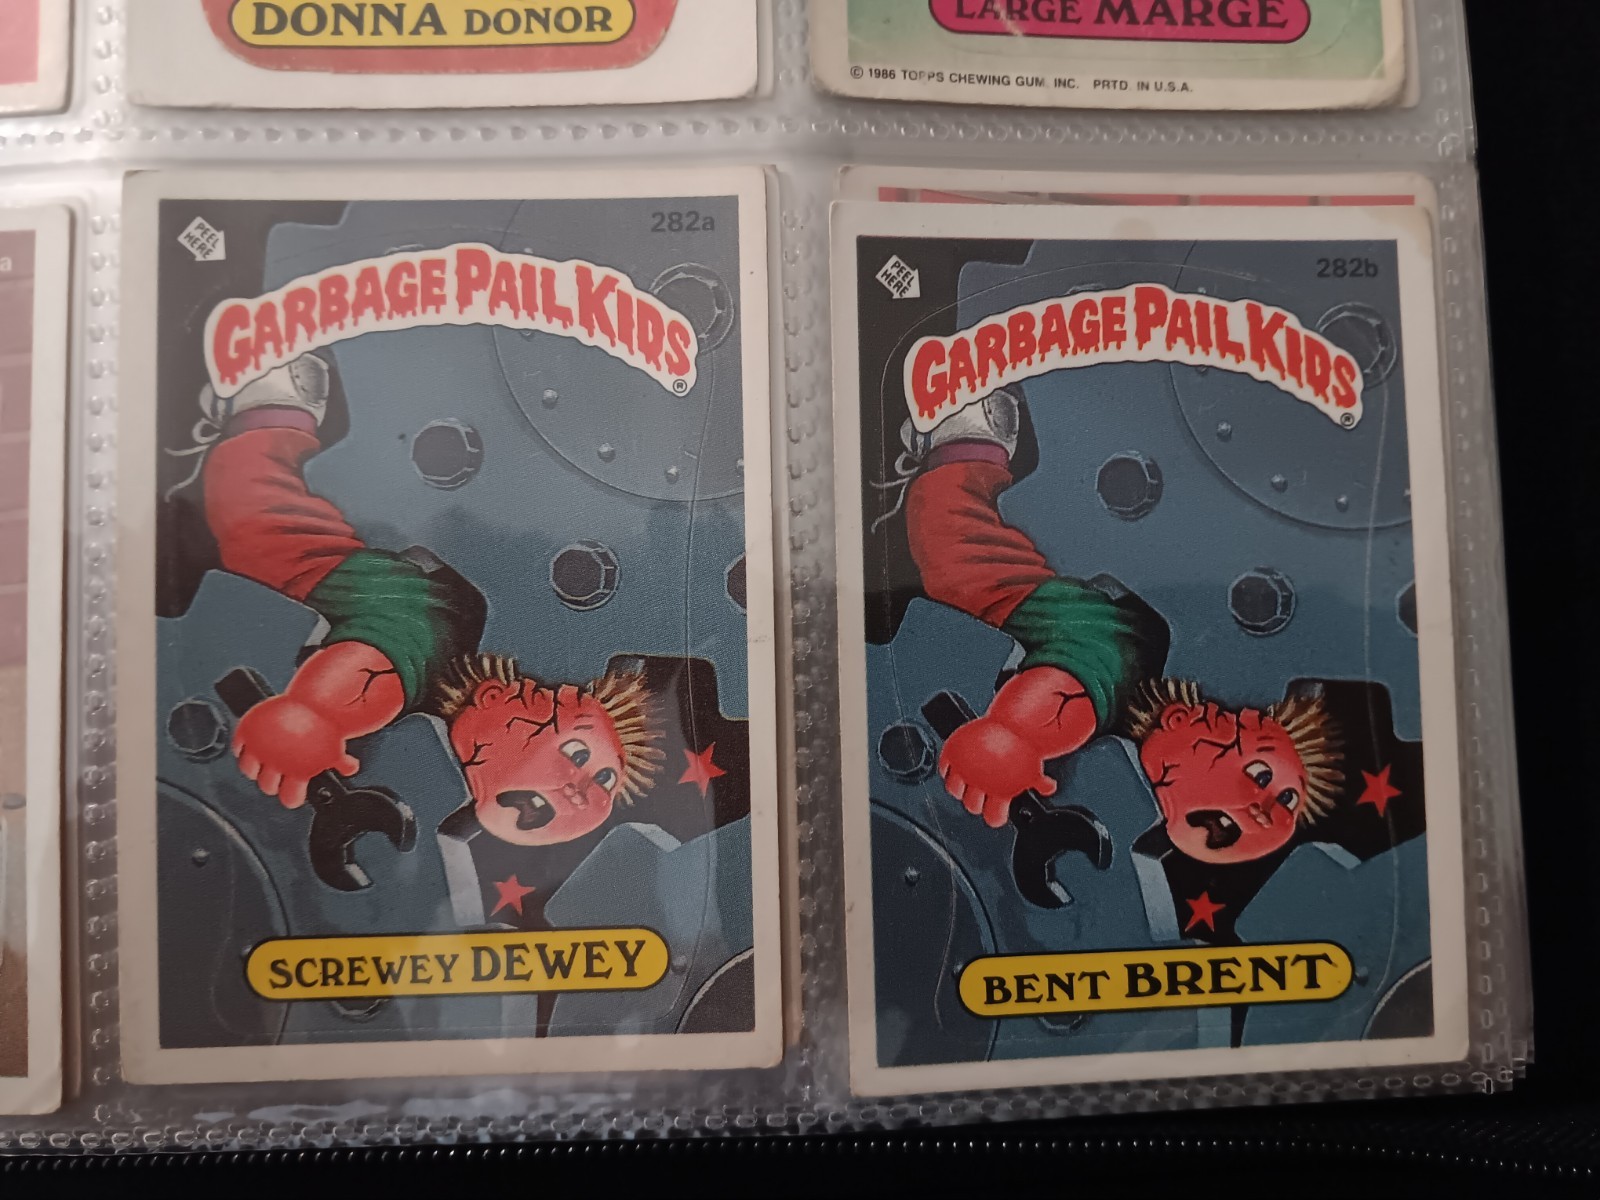 DONNA DONOR
LARGE MARGE
© 1986 TOPPS CHEWING GUM, INC. PRTD. IN U.S.A.
a
PEEL
HERE
282a
GARBAGE PAIL KIDS
®
SCREWEY DEWEY
PEEL
HERE
282b
GARBAGE PAIL KIDS
®
BENT BRENT